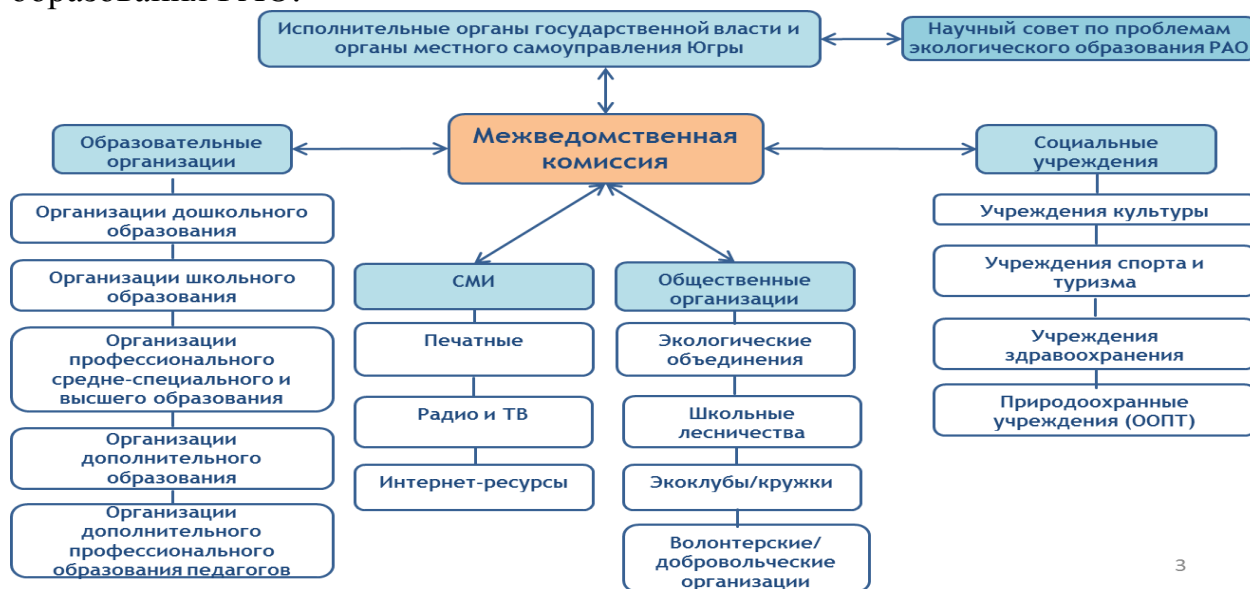 образования РАО.
Исполнительные органы государственной власти и
органы местного самоуправления Югры
Научный совет по проблемам
экологического образования РАО
Межведомственная
комиссия
Образовательные
организации
Организации дошкольного
образования
Организации школьного
образования
Организации
профессионального
средне-специального и
высшего образования
Организации
дополнительного
образования
Организации
дополнительного
профессионального
образования педагогов
СМИ
Печатные
Радио и ТВ
Интернет-ресурсы
Общественные
организации
Экологические
объединения
Школьные
лесничества
Экоклубы/кружки
Волонтерские/
добровольческие
организации
Социальные
учреждения
Учреждения культуры
Учреждения спорта и
туризма
Учреждения
здравоохранения
Природоохранные
учреждения (ООПТ)
3